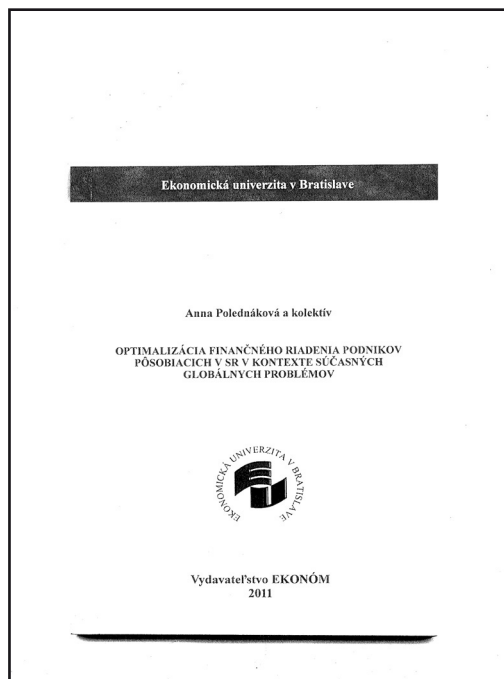 Ekonomická univerzita v Bratislave
Anna Polednáková a kolektív
OPTIMALIZÁCIA FINANČNÉHO RIADENIA PODNIKOV
PÔSOBIACICH V SR V KONTEXTE SÚČASNÝCH
GLOBÁLNYCH PROBLÉMOV
EKONOMICKÁ UNIVERZITA V BRATISLAVE
Vydavateľstvo EKONÓM
2011